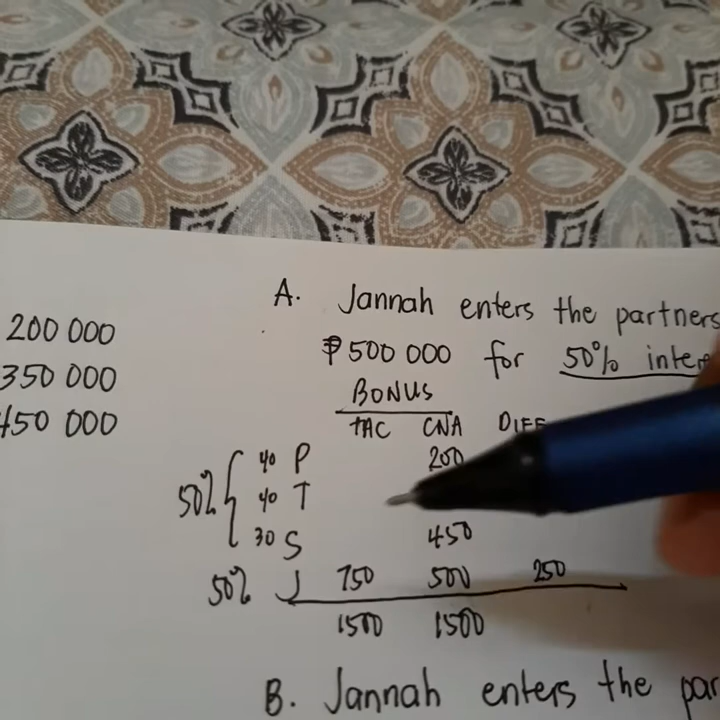 200 000
350 000
450 000
A. Jannah enters the partners
₱500 000 for 50% inter
BONUS
TAC CNA DIFF
40 P 200
50% 40 T
30 S 450
50% J 750 500 250
1500 1500
B. Jannah enters the par